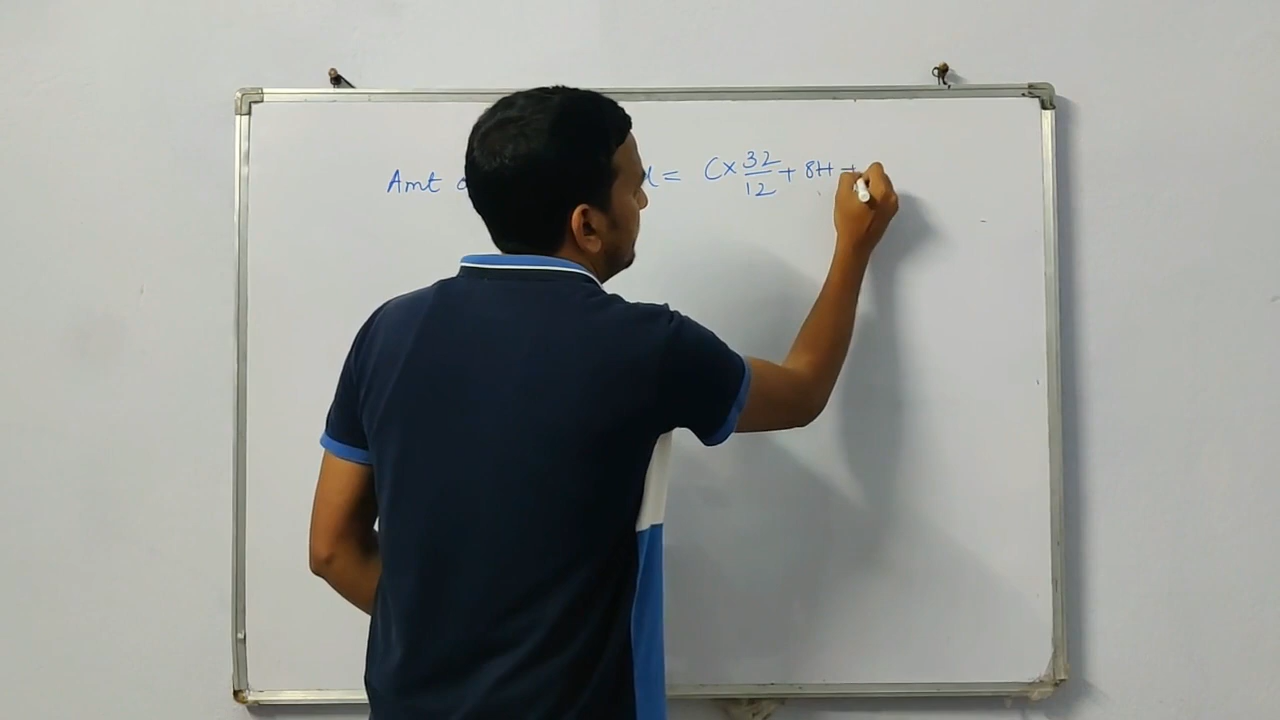 Amt = C × 32/12 + 8H +